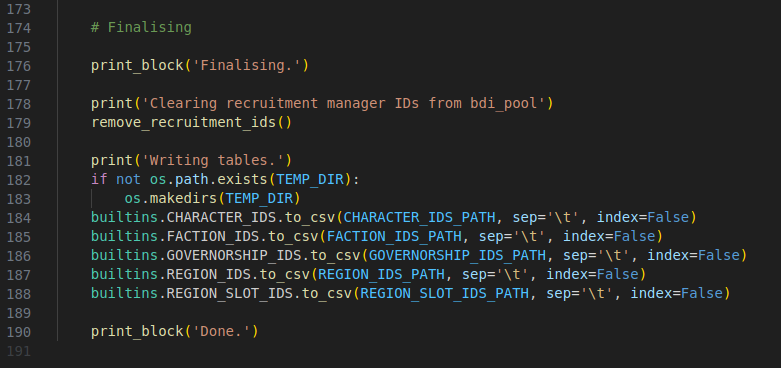 173
174 # Finalising
175
176 print_block('Finalising.')
177
178 print('Clearing recruitment manager IDs from bdi_pool')
179 remove_recruitment_ids()
180
181 print('Writing tables.')
182 if not os.path.exists(TEMP_DIR):
183 os.makedirs(TEMP_DIR)
184 builtins.CHARACTER_IDS.to_csv(CHARACTER_IDS_PATH, sep='\t', index=False)
185 builtins.FACTION_IDS.to_csv(FACTION_IDS_PATH, sep='\t', index=False)
186 builtins.GOVERNORSHIP_IDS.to_csv(GOVERNORSHIP_IDS_PATH, sep='\t', index=False)
187 builtins.REGION_IDS.to_csv(REGION_IDS_PATH, sep='\t', index=False)
188 builtins.REGION_SLOT_IDS.to_csv(REGION_SLOT_IDS_PATH, sep='\t', index=False)
189
190 print_block('Done.')
191